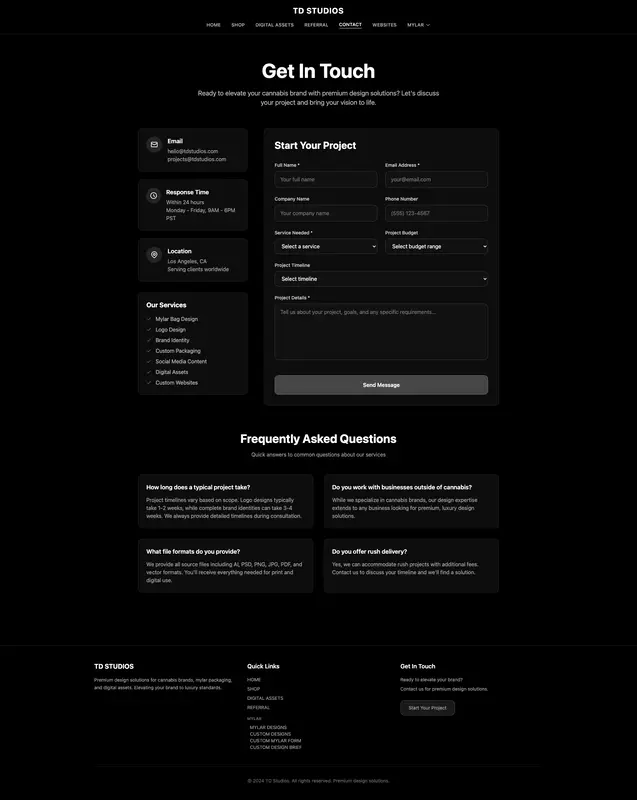 TD STUDIOS
HOME SHOP DIGITAL ASSETS REFERRAL CONTACT WEBSITES MYLAR
Get In Touch
Ready to elevate your cannabis brand with premium design solutions? Let's discuss
your project and bring your vision to life.
Email
hello@tdstudios.com
projects@tdstudios.com
Response Time
Within 24 hours
Monday - Friday, 9AM - 6PM
PST
Location
Los Angeles, CA
Serving clients worldwide
Our Services
Mylar Bag Design
Logo Design
Brand Identity
Custom Packaging
Social Media Content
Digital Assets
Custom Websites
Start Your Project
Full Name *
Your full name
Email Address *
your@email.com
Company Name
Your company name
Phone Number
(555) 123-4567
Service Needed *
Select a service
Project Budget
Select budget range
Project Timeline
Select timeline
Project Details *
Tell us about your project, goals, and any specific requirements...
Send Message
Frequently Asked Questions
Quick answers to common questions about our services
How long does a typical project take?
Project timelines vary based on scope. Logo designs typically
take 1-2 weeks, while complete brand identities can take 3-4
weeks. We always provide detailed timelines during consultation.
Do you work with businesses outside of cannabis?
While we specialize in cannabis brands, our design expertise
extends to any business looking for premium, luxury design
solutions.
What file formats do you provide?
We provide all source files including AI, PSD, PNG, JPG, PDF, and
vector formats. You'll receive everything needed for print and
digital use.
Do you offer rush delivery?
Yes, we can accommodate rush projects with additional fees.
Contact us to discuss your timeline and we'll find a solution.
TD STUDIOS
Premium design solutions for cannabis brands, mylar packaging,
and digital assets. Elevating your brand to luxury standards.
Quick Links
HOME
SHOP
DIGITAL ASSETS
REFERRAL
MYLAR
MYLAR DESIGNS
CUSTOM DESIGNS
CUSTOM MYLAR FORM
CUSTOM DESIGN BRIEF
Get In Touch
Ready to elevate your brand?
Contact us for premium design solutions.
Start Your Project
© 2024 TD Studios. All rights reserved. Premium design solutions.